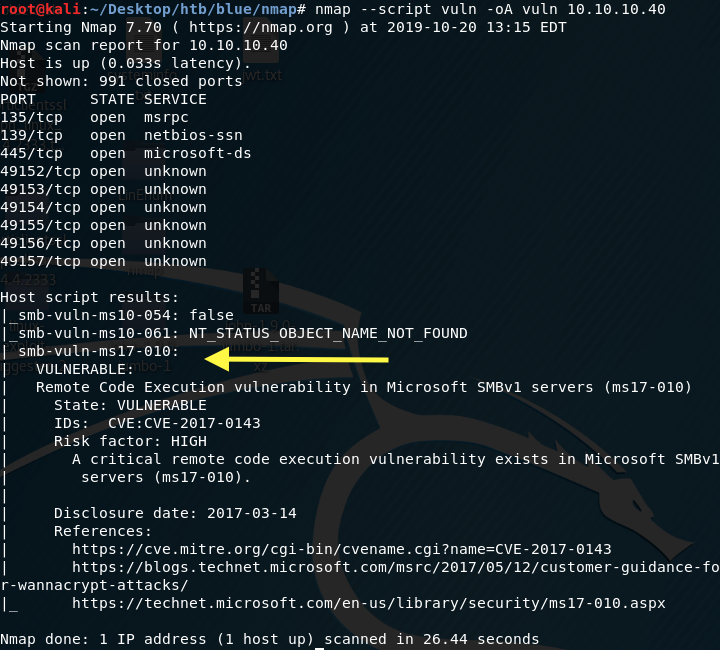 root@kali:~/Desktop/htb/blue/nmap# nmap --script vuln -oA vuln 10.10.10.40
Starting Nmap 7.70 ( https://nmap.org ) at 2019-10-20 13:15 EDT
Nmap scan report for 10.10.10.40
Host is up (0.033s latency).
Not shown: 991 closed ports
PORT      STATE SERVICE
135/tcp   open  msrpc
139/tcp   open  netbios-ssn
445/tcp   open  microsoft-ds
49152/tcp open  unknown
49153/tcp open  unknown
49154/tcp open  unknown
49155/tcp open  unknown
49156/tcp open  unknown
49157/tcp open  unknown
Host script results:
|_smb-vuln-ms10-054: false
|_smb-vuln-ms10-061: NT_STATUS_OBJECT_NAME_NOT_FOUND
| smb-vuln-ms17-010:
|   VULNERABLE:
|   Remote Code Execution vulnerability in Microsoft SMBv1 servers (ms17-010)
|     State: VULNERABLE
|     IDs:  CVE:CVE-2017-0143
|     Risk factor: HIGH
|       A critical remote code execution vulnerability exists in Microsoft SMBv1
|        servers (ms17-010).
|
|     Disclosure date: 2017-03-14
|     References:
|       https://cve.mitre.org/cgi-bin/cvename.cgi?name=CVE-2017-0143
|       https://blogs.technet.microsoft.com/msrc/2017/05/12/customer-guidance-fo
r-wannacrypt-attacks/
|_      https://technet.microsoft.com/en-us/library/security/ms17-010.aspx
Nmap done: 1 IP address (1 host up) scanned in 26.44 seconds
jwt.txt
LinEnum
TAR